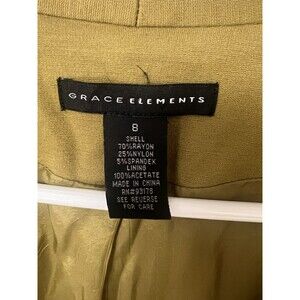 GRACE ELEMENTS
8
SHELL
70%RAYON
25%NYLON
5%SPANDEX
LINING
100%ACETATE
MADE IN CHINA
RN#93178
SEE REVERSE
FOR CARE